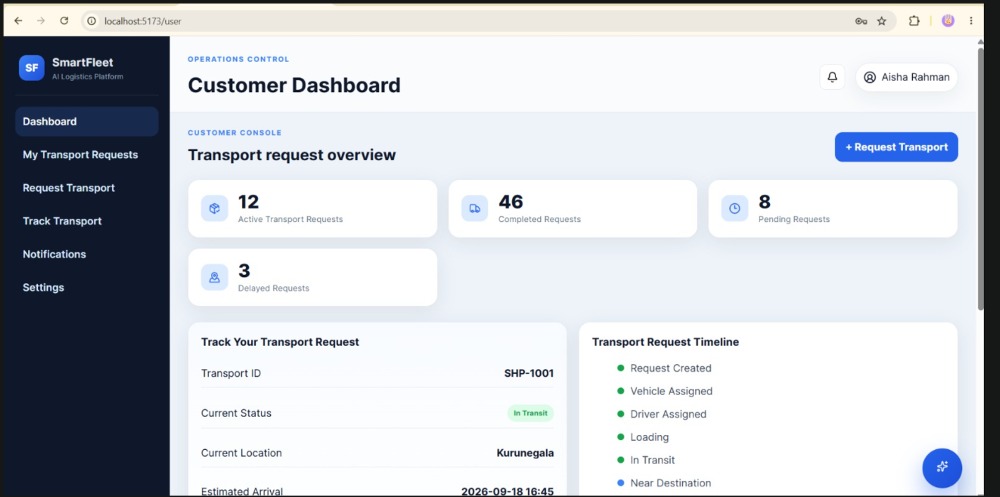 localhost:5173/user
SF
SmartFleet
AI Logistics Platform
Dashboard
My Transport Requests
Request Transport
Track Transport
Notifications
Settings
OPERATIONS CONTROL
Customer Dashboard
Aisha Rahman
CUSTOMER CONSOLE
Transport request overview
+ Request Transport
12
Active Transport Requests
46
Completed Requests
8
Pending Requests
3
Delayed Requests
Track Your Transport Request
Transport ID SHP-1001
Current Status In Transit
Current Location Kurunegala
Estimated Arrival 2026-09-18 16:45
Transport Request Timeline
Request Created
Vehicle Assigned
Driver Assigned
Loading
In Transit
Near Destination